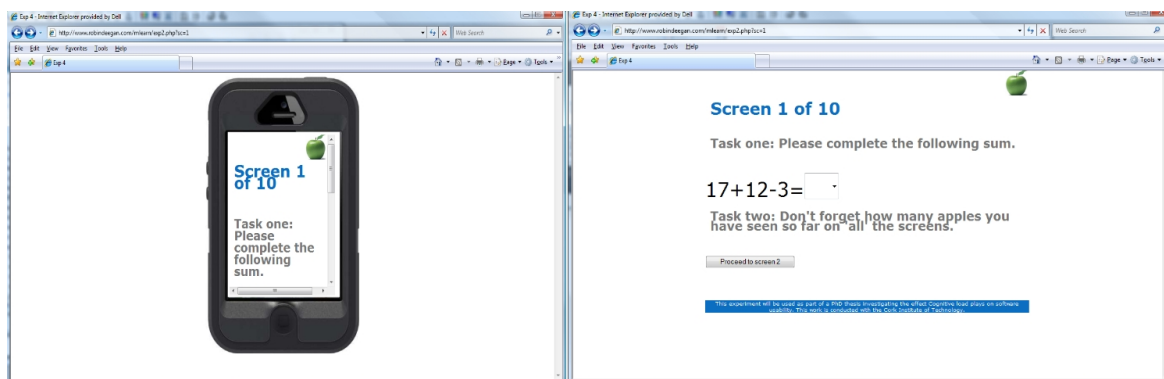 Exp 4 - Internet Explorer provided by Dell
http://www.robindeegan.com/mlearn/exp2.php?sc=1
Web Search
File Edit View Favorites Tools Help
Exp 4
Page Tools
Screen 1
of 10
Task one:
Please
complete the
following
sum.
Exp 4 - Internet Explorer provided by Dell
http://www.robindeegan.com/mlearn/exp2.php?sc=1
Web Search
File Edit View Favorites Tools Help
Exp 4
Page Tools
Screen 1 of 10
Task one: Please complete the following sum.
17+12-3=
Task two: Don't forget how many apples you
have seen so far on 'all' the screens.
Proceed to screen 2
This experiment will be used as part of a PhD thesis investigating the effect Cognitive load plays on software
usability. This work is conducted with the Cork Institute of Technology.